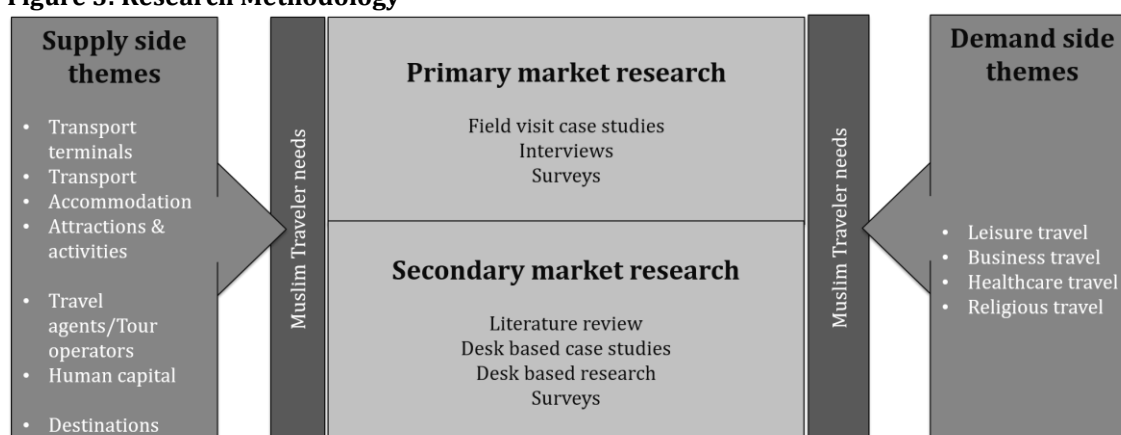 Figure 3: Research Methodology
Supply side
themes
• Transport
terminals
• Transport
• Accommodation
• Attractions &
activities
• Travel
agents/Tour
operators
• Human capital
• Destinations
Muslim Traveler needs
Primary market research
Field visit case studies
Interviews
Surveys
Secondary market research
Literature review
Desk based case studies
Desk based research
Surveys
Muslim Traveler needs
Demand side
themes
• Leisure travel
• Business travel
• Healthcare travel
• Religious travel